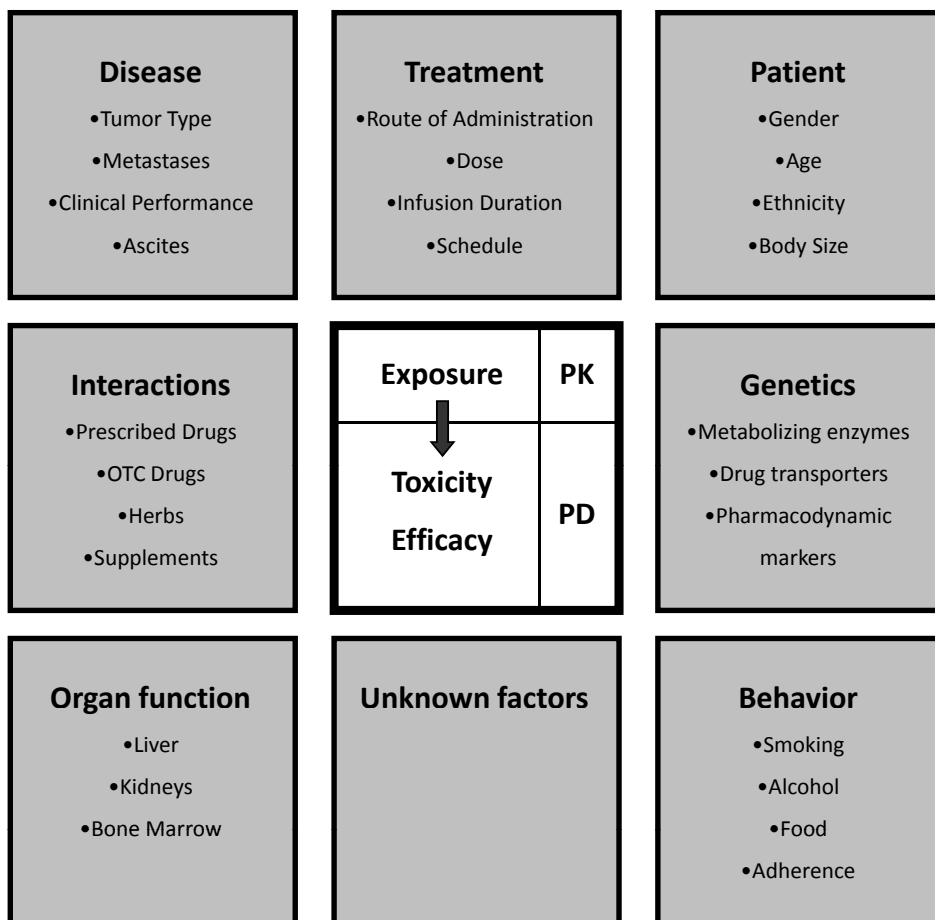 Disease
•Tumor Type
•Metastases
•Clinical Performance
•Ascites
Treatment
•Route of Administration
•Dose
•Infusion Duration
•Schedule
Patient
•Gender
•Age
•Ethnicity
•Body Size
Interactions
•Prescribed Drugs
•OTC Drugs
•Herbs
•Supplements
Exposure
PK
Toxicity
Efficacy
PD
Genetics
•Metabolizing enzymes
•Drug transporters
•Pharmacodynamic
markers
Organ function
•Liver
•Kidneys
•Bone Marrow
Unknown factors
Behavior
•Smoking
•Alcohol
•Food
•Adherence